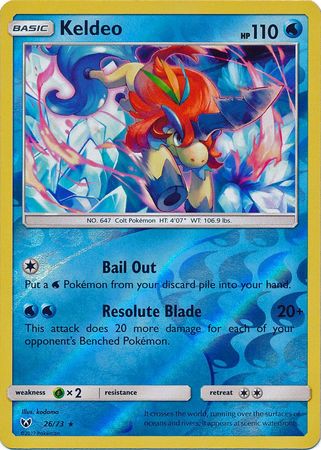 BASIC Keldeo HP 110
NO. 647 Colt Pokémon HT: 4'07" WT: 106.9 lbs.
Bail Out
Put a Pokémon from your discard pile into your hand.
Resolute Blade 20+
This attack does 20 more damage for each of your
opponent's Benched Pokémon.
weakness ×2 resistance retreat
Illus. kodama
26/73 ★
©2017 Pokémon
It crosses the world, running over the surfaces of
oceans and rivers. It appears at scenic waterfronts.